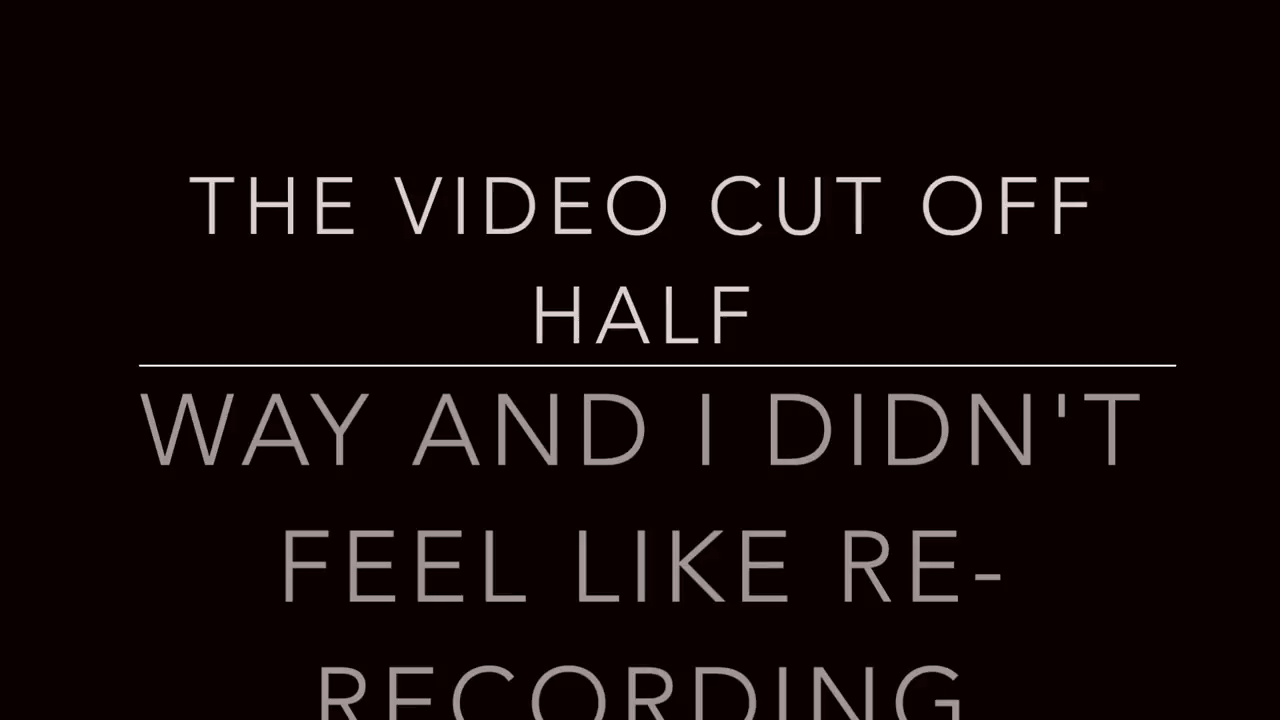 THE VIDEO CUT OFF
HALF
WAY AND I DIDN'T
FEEL LIKE RE-
RECORDING